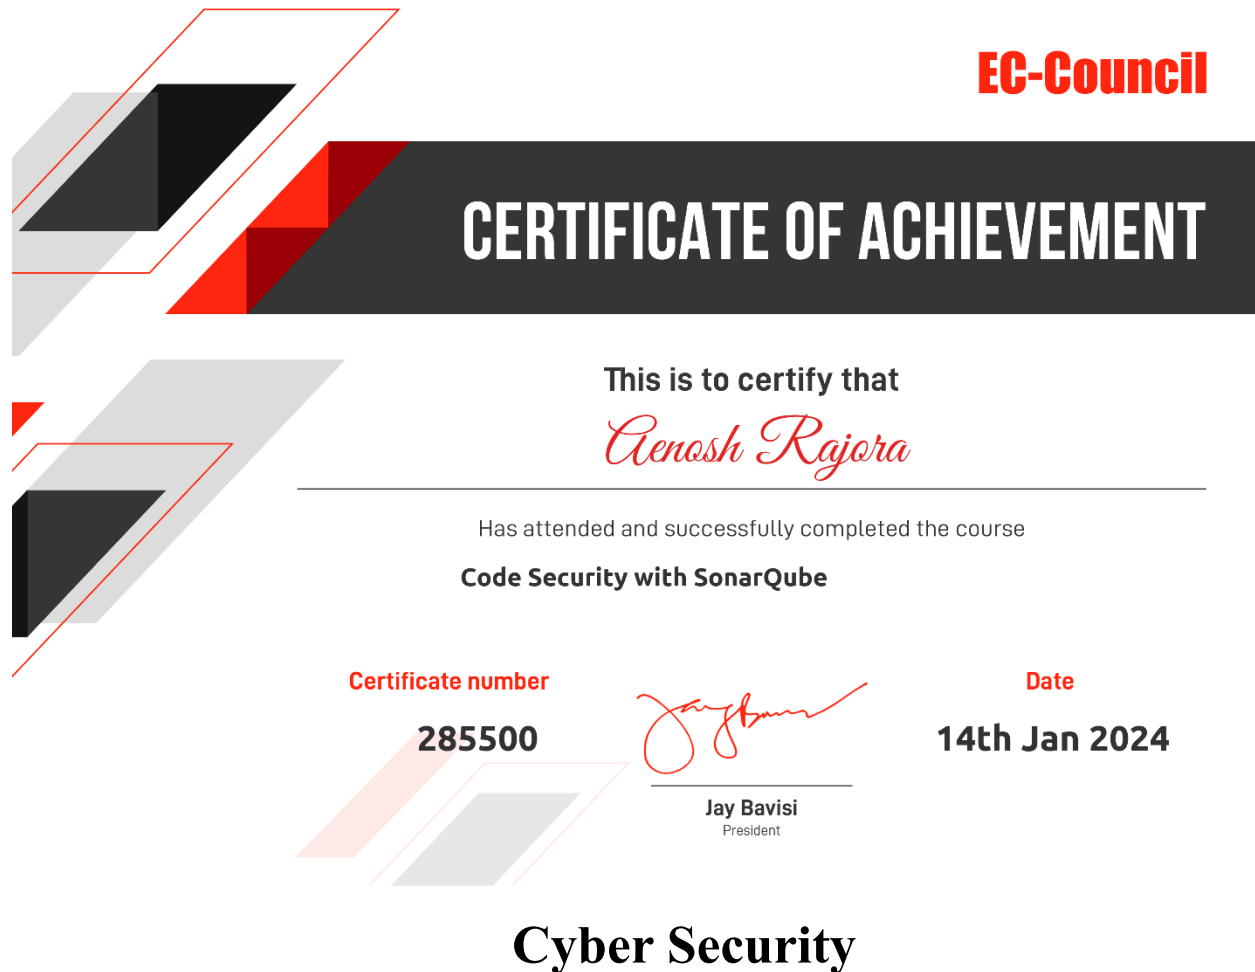 EC-Council
CERTIFICATE OF ACHIEVEMENT
This is to certify that
Aenosh Rajora
Has attended and successfully completed the course
Code Security with SonarQube
Certificate number
Date
285500
14th Jan 2024
Jay Bavisi
President
Cyber Security